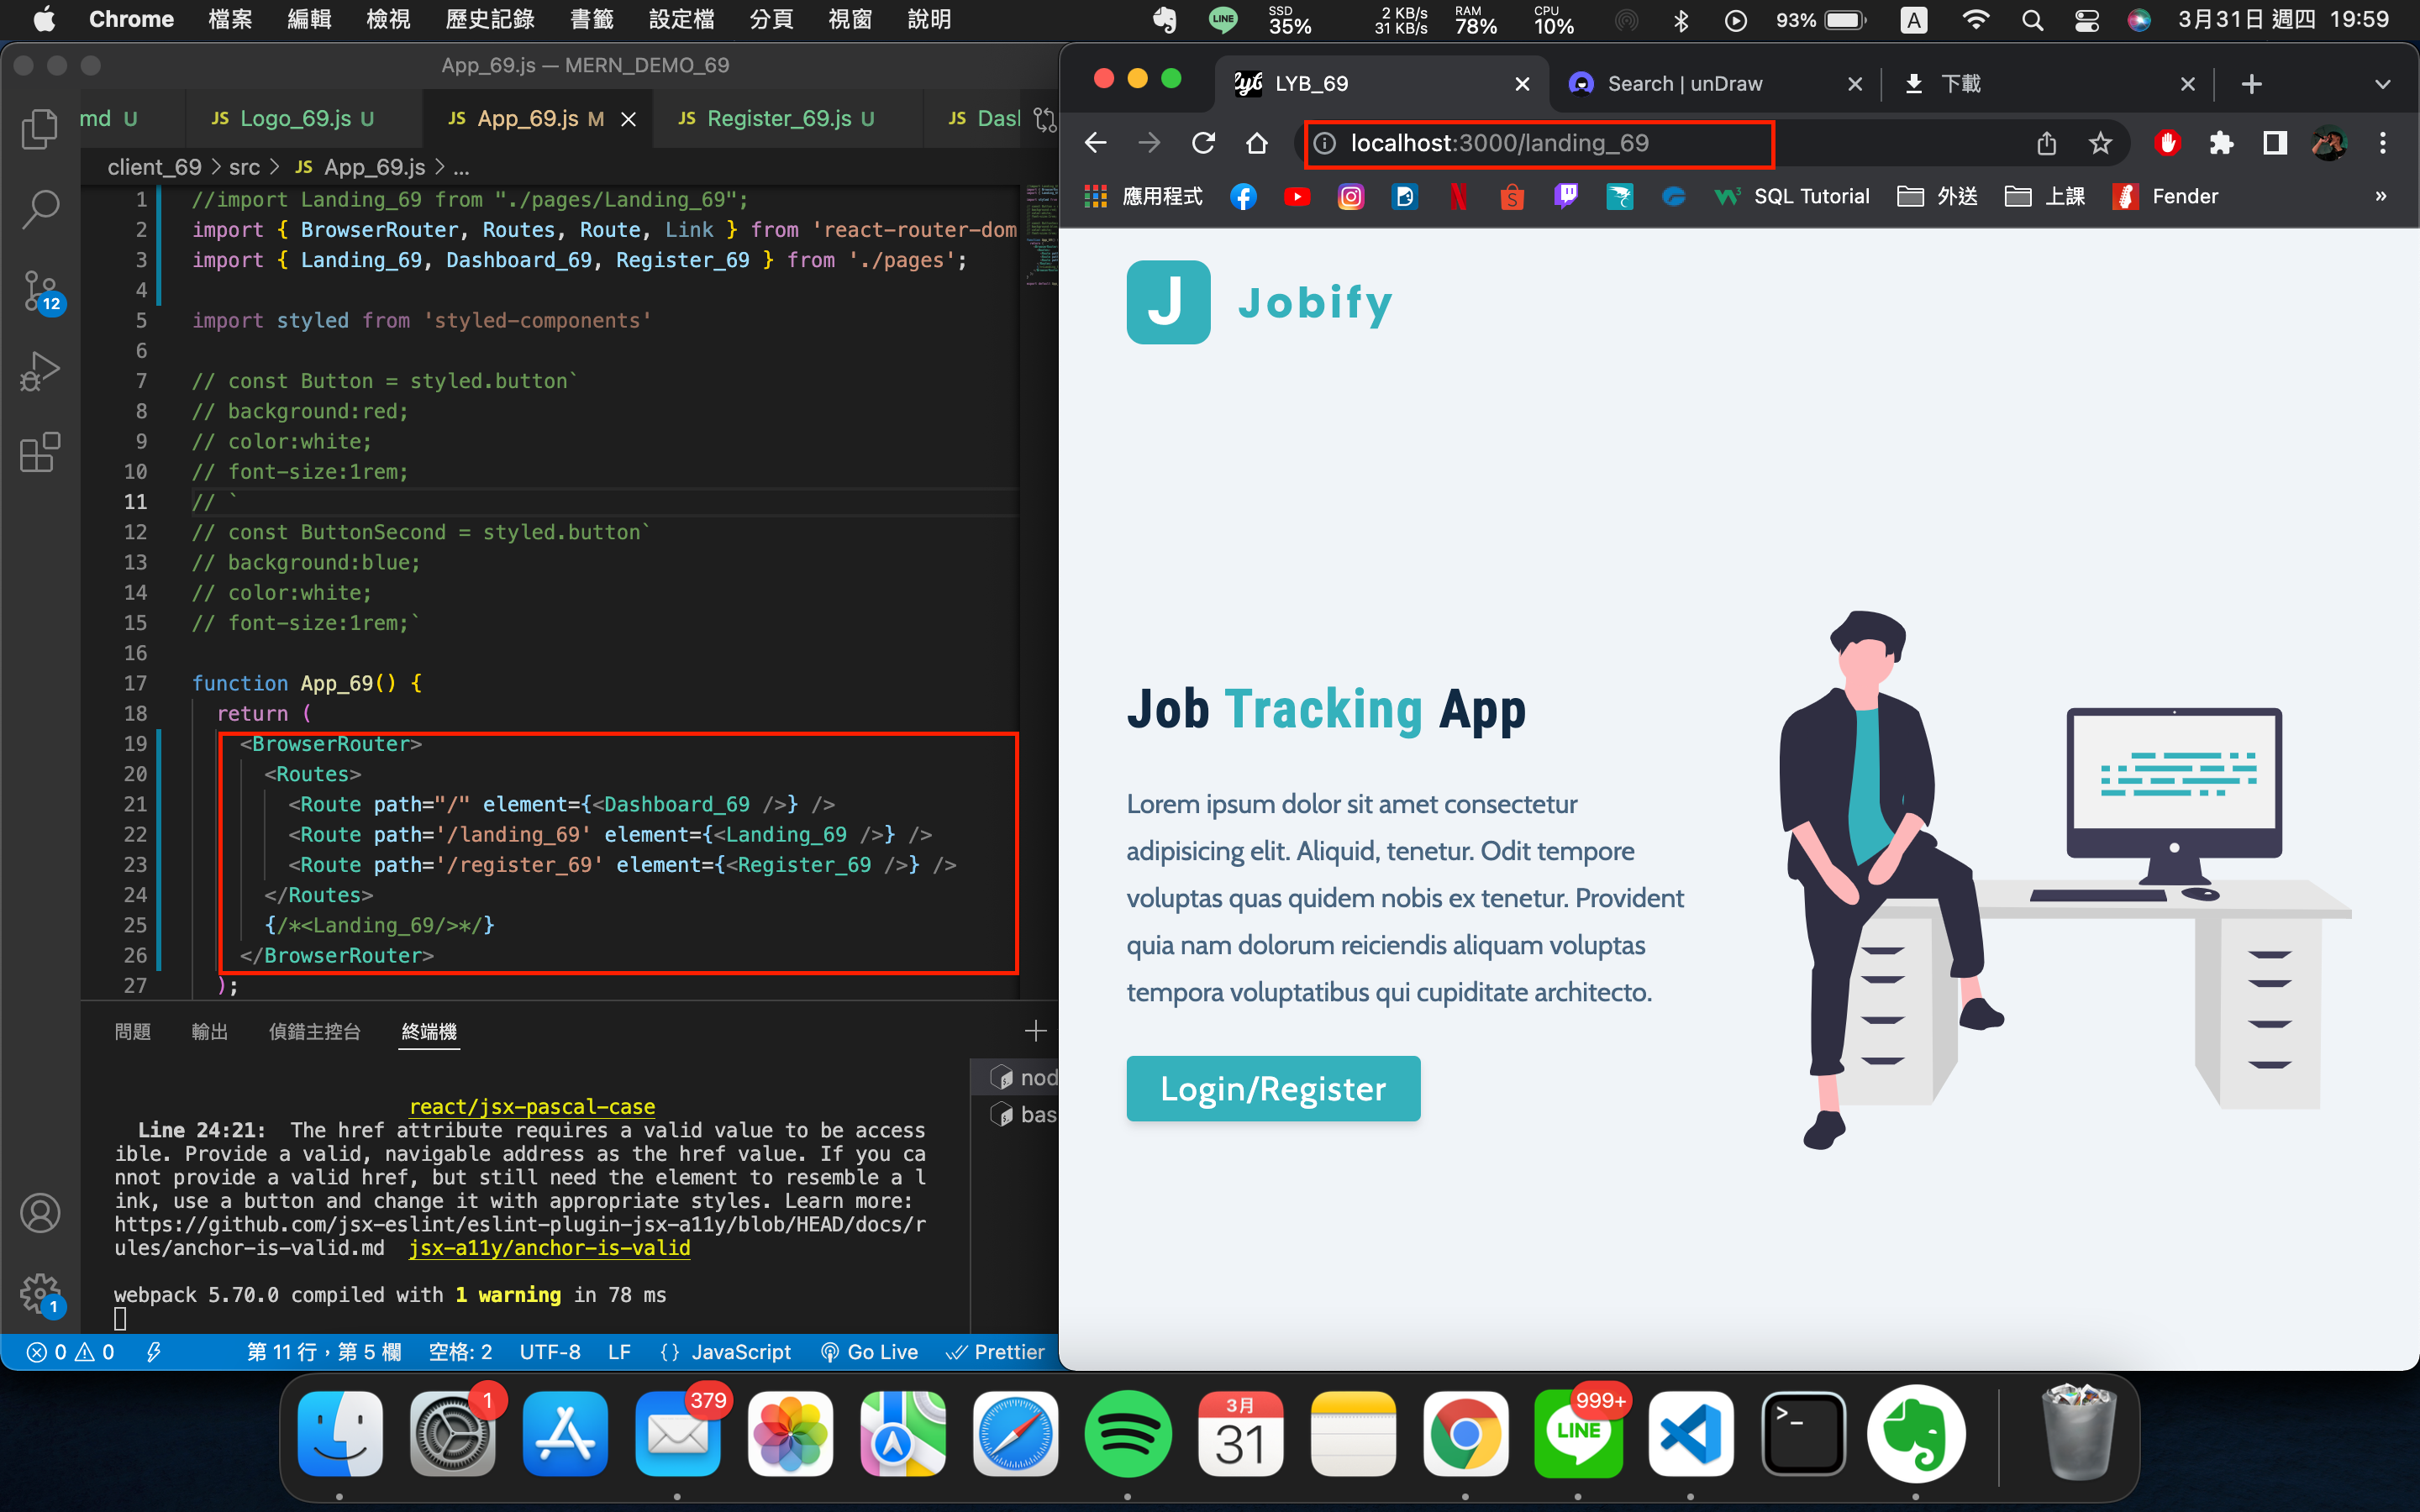 Chrome 檔案 編輯 檢視 歷史記錄 書籤 設定檔 分頁 視窗 說明 LINE SSD 35% 2 KB/s 31 KB/s RAM 78% CPU 10% 93% A 3月31日 週四 19:59
App_69.js — MERN_DEMO_69
md U JS Logo_69.js U JS App_69.js M JS Register_69.js U JS Das
client_69 > src > JS App_69.js > ...
1 //import Landing_69 from "./pages/Landing_69";
2 import { BrowserRouter, Routes, Route, Link } from 'react-router-dom
3 import { Landing_69, Dashboard_69, Register_69 } from './pages';
4
5 import styled from 'styled-components'
6
7 // const Button = styled.button`
8 // background:red;
9 // color:white;
10 // font-size:1rem;
11 // `
12 // const ButtonSecond = styled.button`
13 // background:blue;
14 // color:white;
15 // font-size:1rem;`
16
17 function App_69() {
18 return (
19 <BrowserRouter>
20 <Routes>
21 <Route path="/" element={<Dashboard_69 />} />
22 <Route path='/landing_69' element={<Landing_69 />} />
23 <Route path='/register_69' element={<Register_69 />} />
24 </Routes>
25 {/*<Landing_69/>*/}
26 </BrowserRouter>
27 );
12
問題 輸出 偵錯主控台 終端機
nod
bas
react/jsx-pascal-case
Line 24:21: The href attribute requires a valid value to be access
ible. Provide a valid, navigable address as the href value. If you ca
nnot provide a valid href, but still need the element to resemble a l
ink, use a button and change it with appropriate styles. Learn more:
https://github.com/jsx-eslint/eslint-plugin-jsx-a11y/blob/HEAD/docs/r
ules/anchor-is-valid.md jsx-a11y/anchor-is-valid
webpack 5.70.0 compiled with 1 warning in 78 ms
1
0 0 第 11 行，第 5 欄 空格: 2 UTF-8 LF {} JavaScript Go Live Prettier
lyb LYB_69 Search | unDraw 下載
localhost:3000/landing_69
應用程式 SQL Tutorial 外送 上課 Fender »
J Jobify
Job Tracking App
Lorem ipsum dolor sit amet consectetur
adipisicing elit. Aliquid, tenetur. Odit tempore
voluptas quas quidem nobis ex tenetur. Provident
quia nam dolorum reiciendis aliquam voluptas
tempora voluptatibus qui cupiditate architecto.
Login/Register
1 379 3月 31 999+ LINE >_